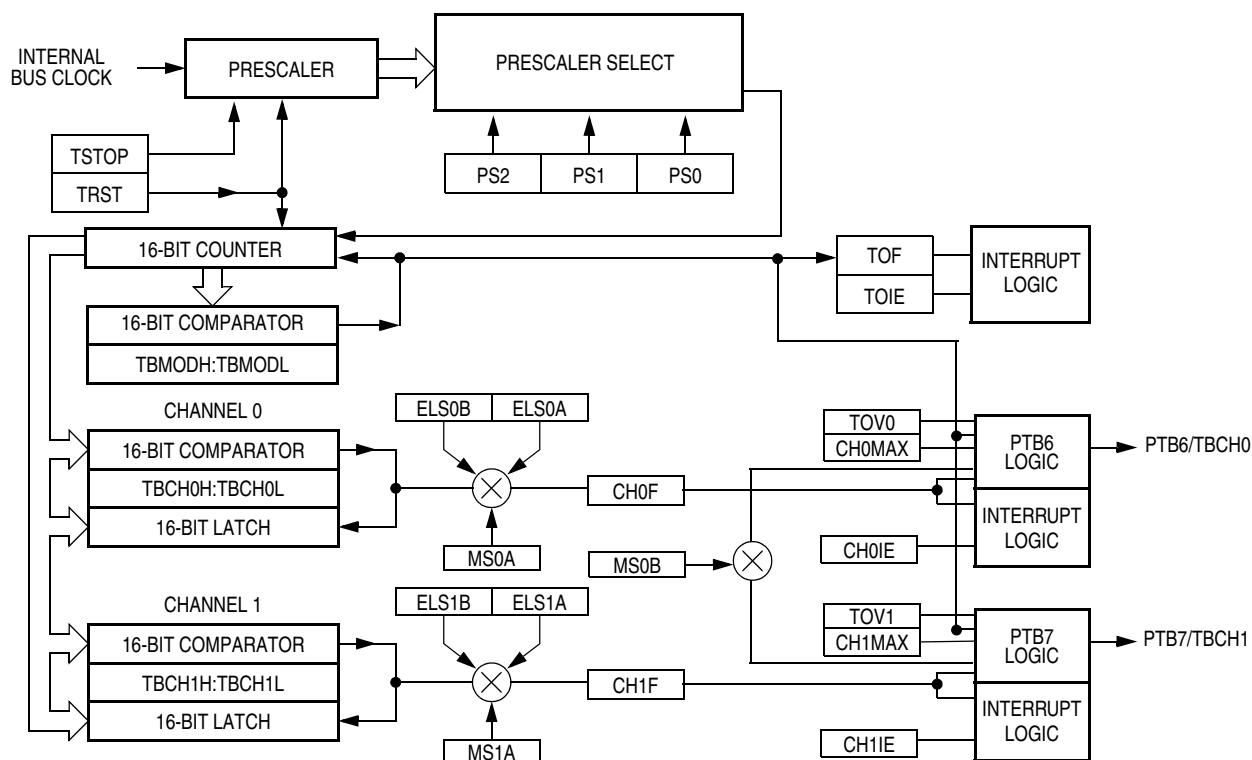 INTERNAL
BUS CLOCK
PRESCALER
PRESCALER SELECT
TSTOP
TRST
PS2
PS1
PS0
16-BIT COUNTER
TOF
TOIE
INTERRUPT
LOGIC
16-BIT COMPARATOR
TBMODH:TBMODL
CHANNEL 0
ELS0B
ELS0A
16-BIT COMPARATOR
TBCH0H:TBCH0L
16-BIT LATCH
MS0A
CH0F
TOV0
CH0MAX
PTB6
LOGIC
PTB6/TBCH0
INTERRUPT
LOGIC
CH0IE
MS0B
CHANNEL 1
ELS1B
ELS1A
16-BIT COMPARATOR
TBCH1H:TBCH1L
16-BIT LATCH
MS1A
CH1F
TOV1
CH1MAX
PTB7
LOGIC
PTB7/TBCH1
INTERRUPT
LOGIC
CH1IE